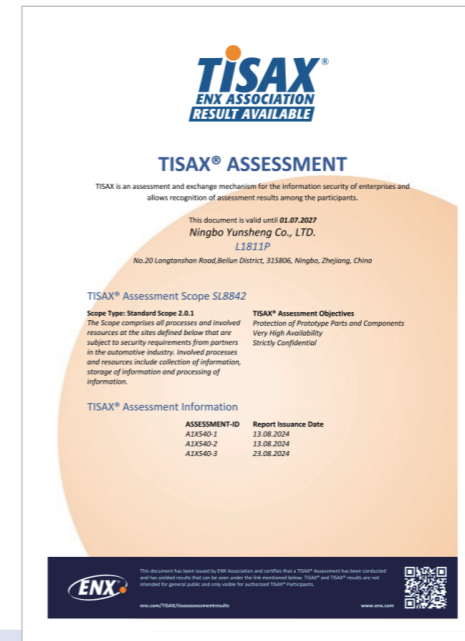 TISAX®
ENX ASSOCIATION
RESULT AVAILABLE
TISAX® ASSESSMENT
TISAX is an assessment and exchange mechanism for the information security of enterprises and
allows recognition of assessment results among the participants.
This document is valid until 01.07.2027
Ningbo Yunsheng Co., LTD.
L1811P
No.20 Longtanshan Road,Beilun District, 315806, Ningbo, Zhejiang, China
TISAX® Assessment Scope SL8842
Scope Type: Standard Scope 2.0.1
The Scope comprises all processes and involved
resources at the sites defined below that are
subject to security requirements from partners
in the automotive industry. Involved processes
and resources include collection of information,
storage of information and processing of
information.
TISAX® Assessment Objectives
Protection of Prototype Parts and Components
Very High Availability
Strictly Confidential
TISAX® Assessment Information
ASSESSMENT-ID Report Issuance Date
A1X540-1 13.08.2024
A1X540-2 13.08.2024
A1X540-3 23.08.2024
ENX
This document has been issued by ENX Association and certifies that a TISAX® Assessment has been conducted
and has yielded results that can be seen under the link mentioned below. TISAX® and TISAX® results are not
intended for general public and only visible for authorized TISAX® Participants.
enx.com/TISAX/tisaxassessmentresults www.enx.com